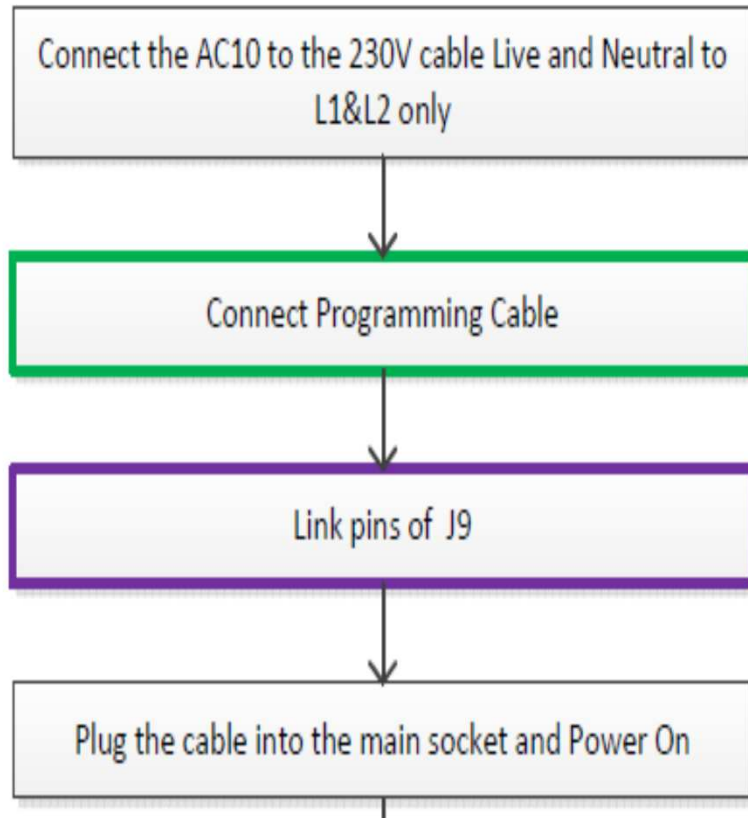 Connect the AC10 to the 230V cable Live and Neutral to
L1&L2 only
Connect Programming Cable
Link pins of J9
Plug the cable into the main socket and Power On